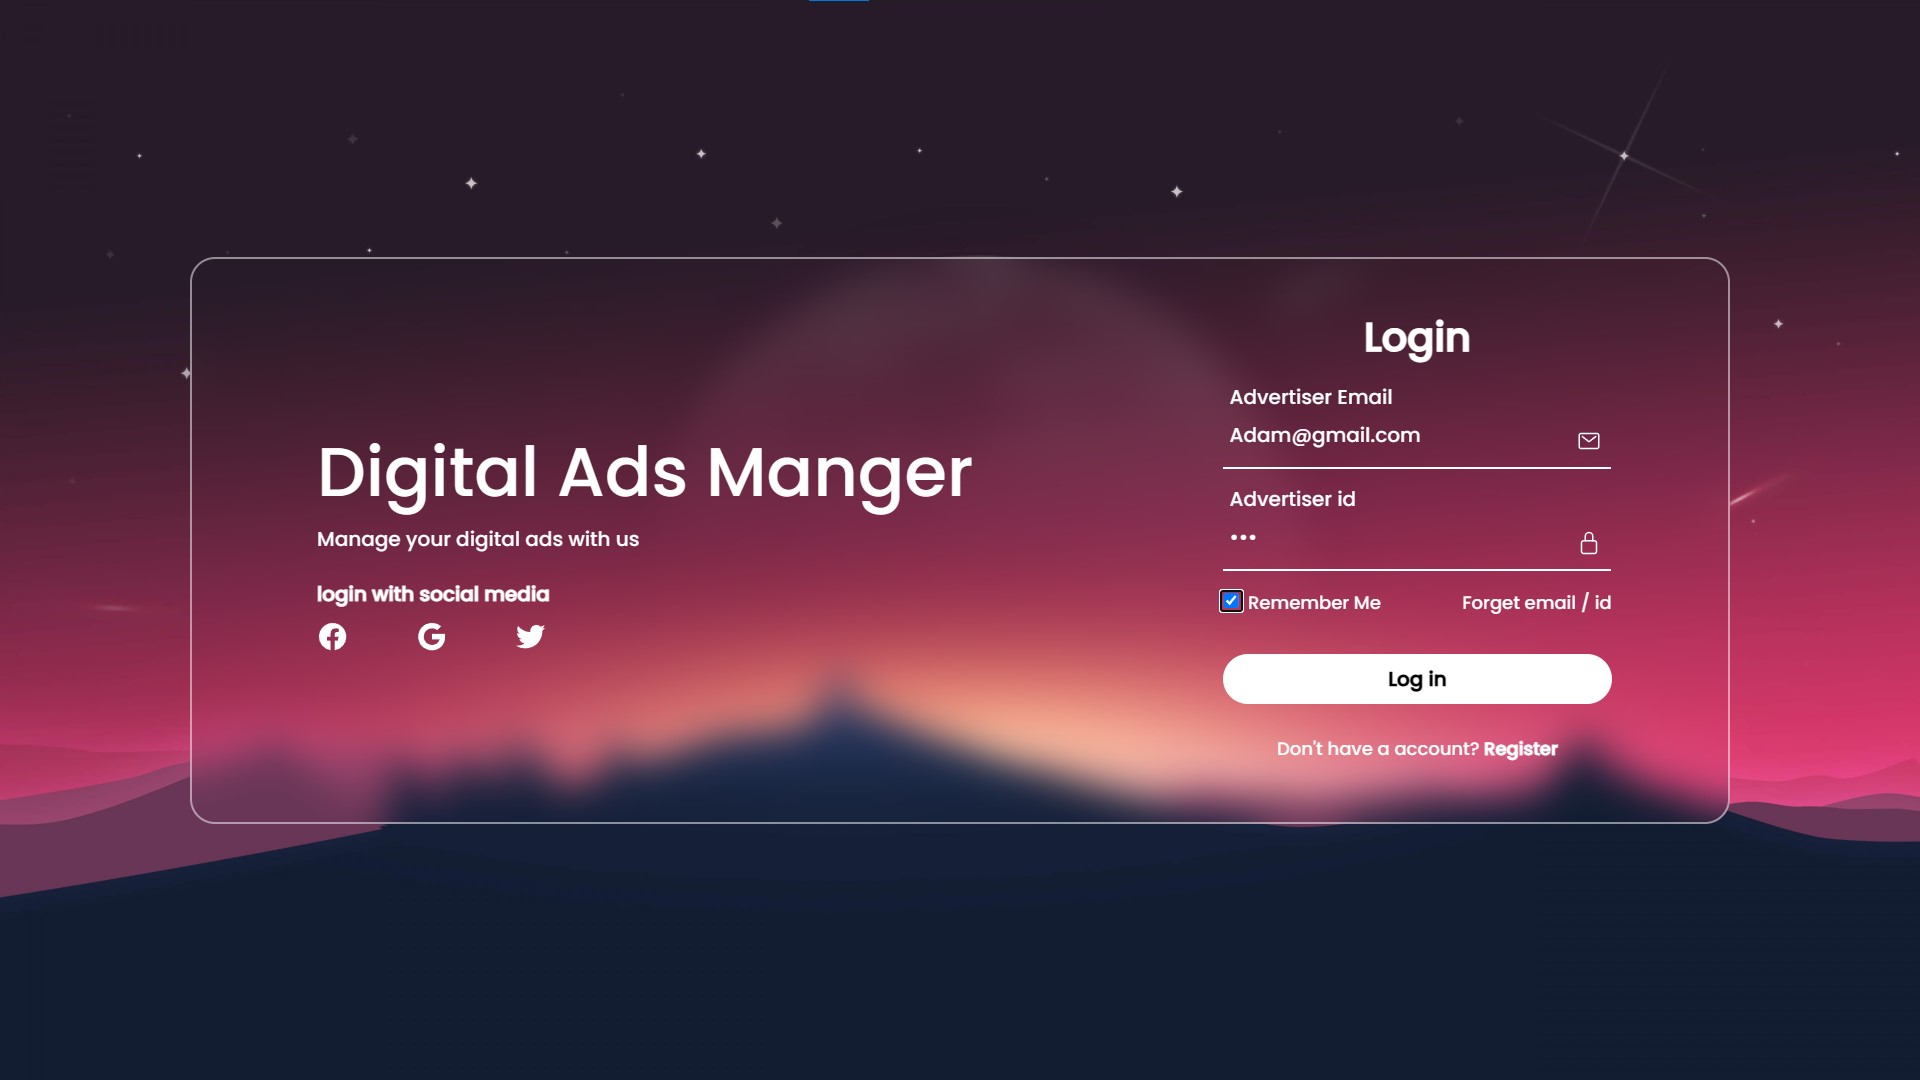 Digital Ads Manger
Manage your digital ads with us
login with social media
Login
Advertiser Email
Adam@gmail.com
Advertiser id
•••
Remember Me
Forget email / id
Log in
Don't have a account? Register